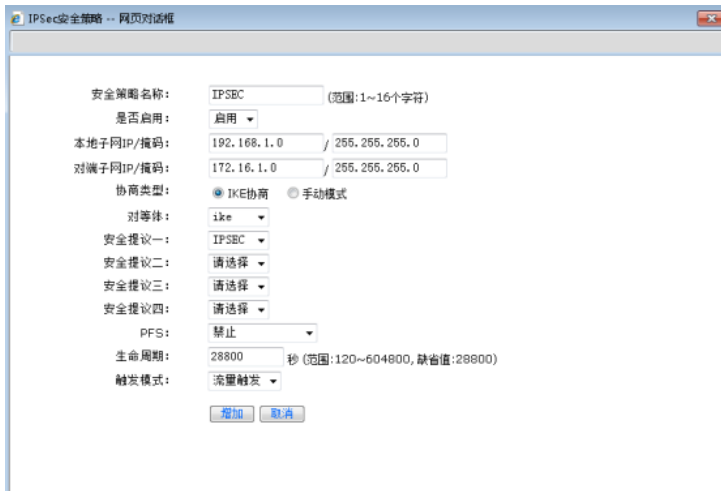 IPSec安全策略 -- 网页对话框
安全策略名称： IPSEC (范围:1~16个字符)
是否启用： 启用
本地子网IP/掩码： 192.168.1.0 / 255.255.255.0
对端子网IP/掩码： 172.16.1.0 / 255.255.255.0
协商类型： IKE协商 手动模式
对等体： ike
安全提议一： IPSEC
安全提议二： 请选择
安全提议三： 请选择
安全提议四： 请选择
PFS： 禁止
生命周期： 28800 秒 (范围:120~604800, 缺省值:28800)
触发模式： 流量触发
增加 取消